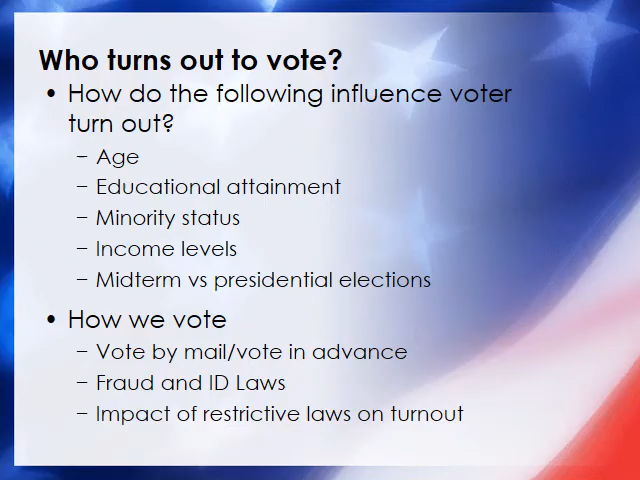 Who turns out to vote?
• How do the following influence voter
turn out?
– Age
– Educational attainment
– Minority status
– Income levels
– Midterm vs presidential elections
• How we vote
– Vote by mail/vote in advance
– Fraud and ID Laws
– Impact of restrictive laws on turnout